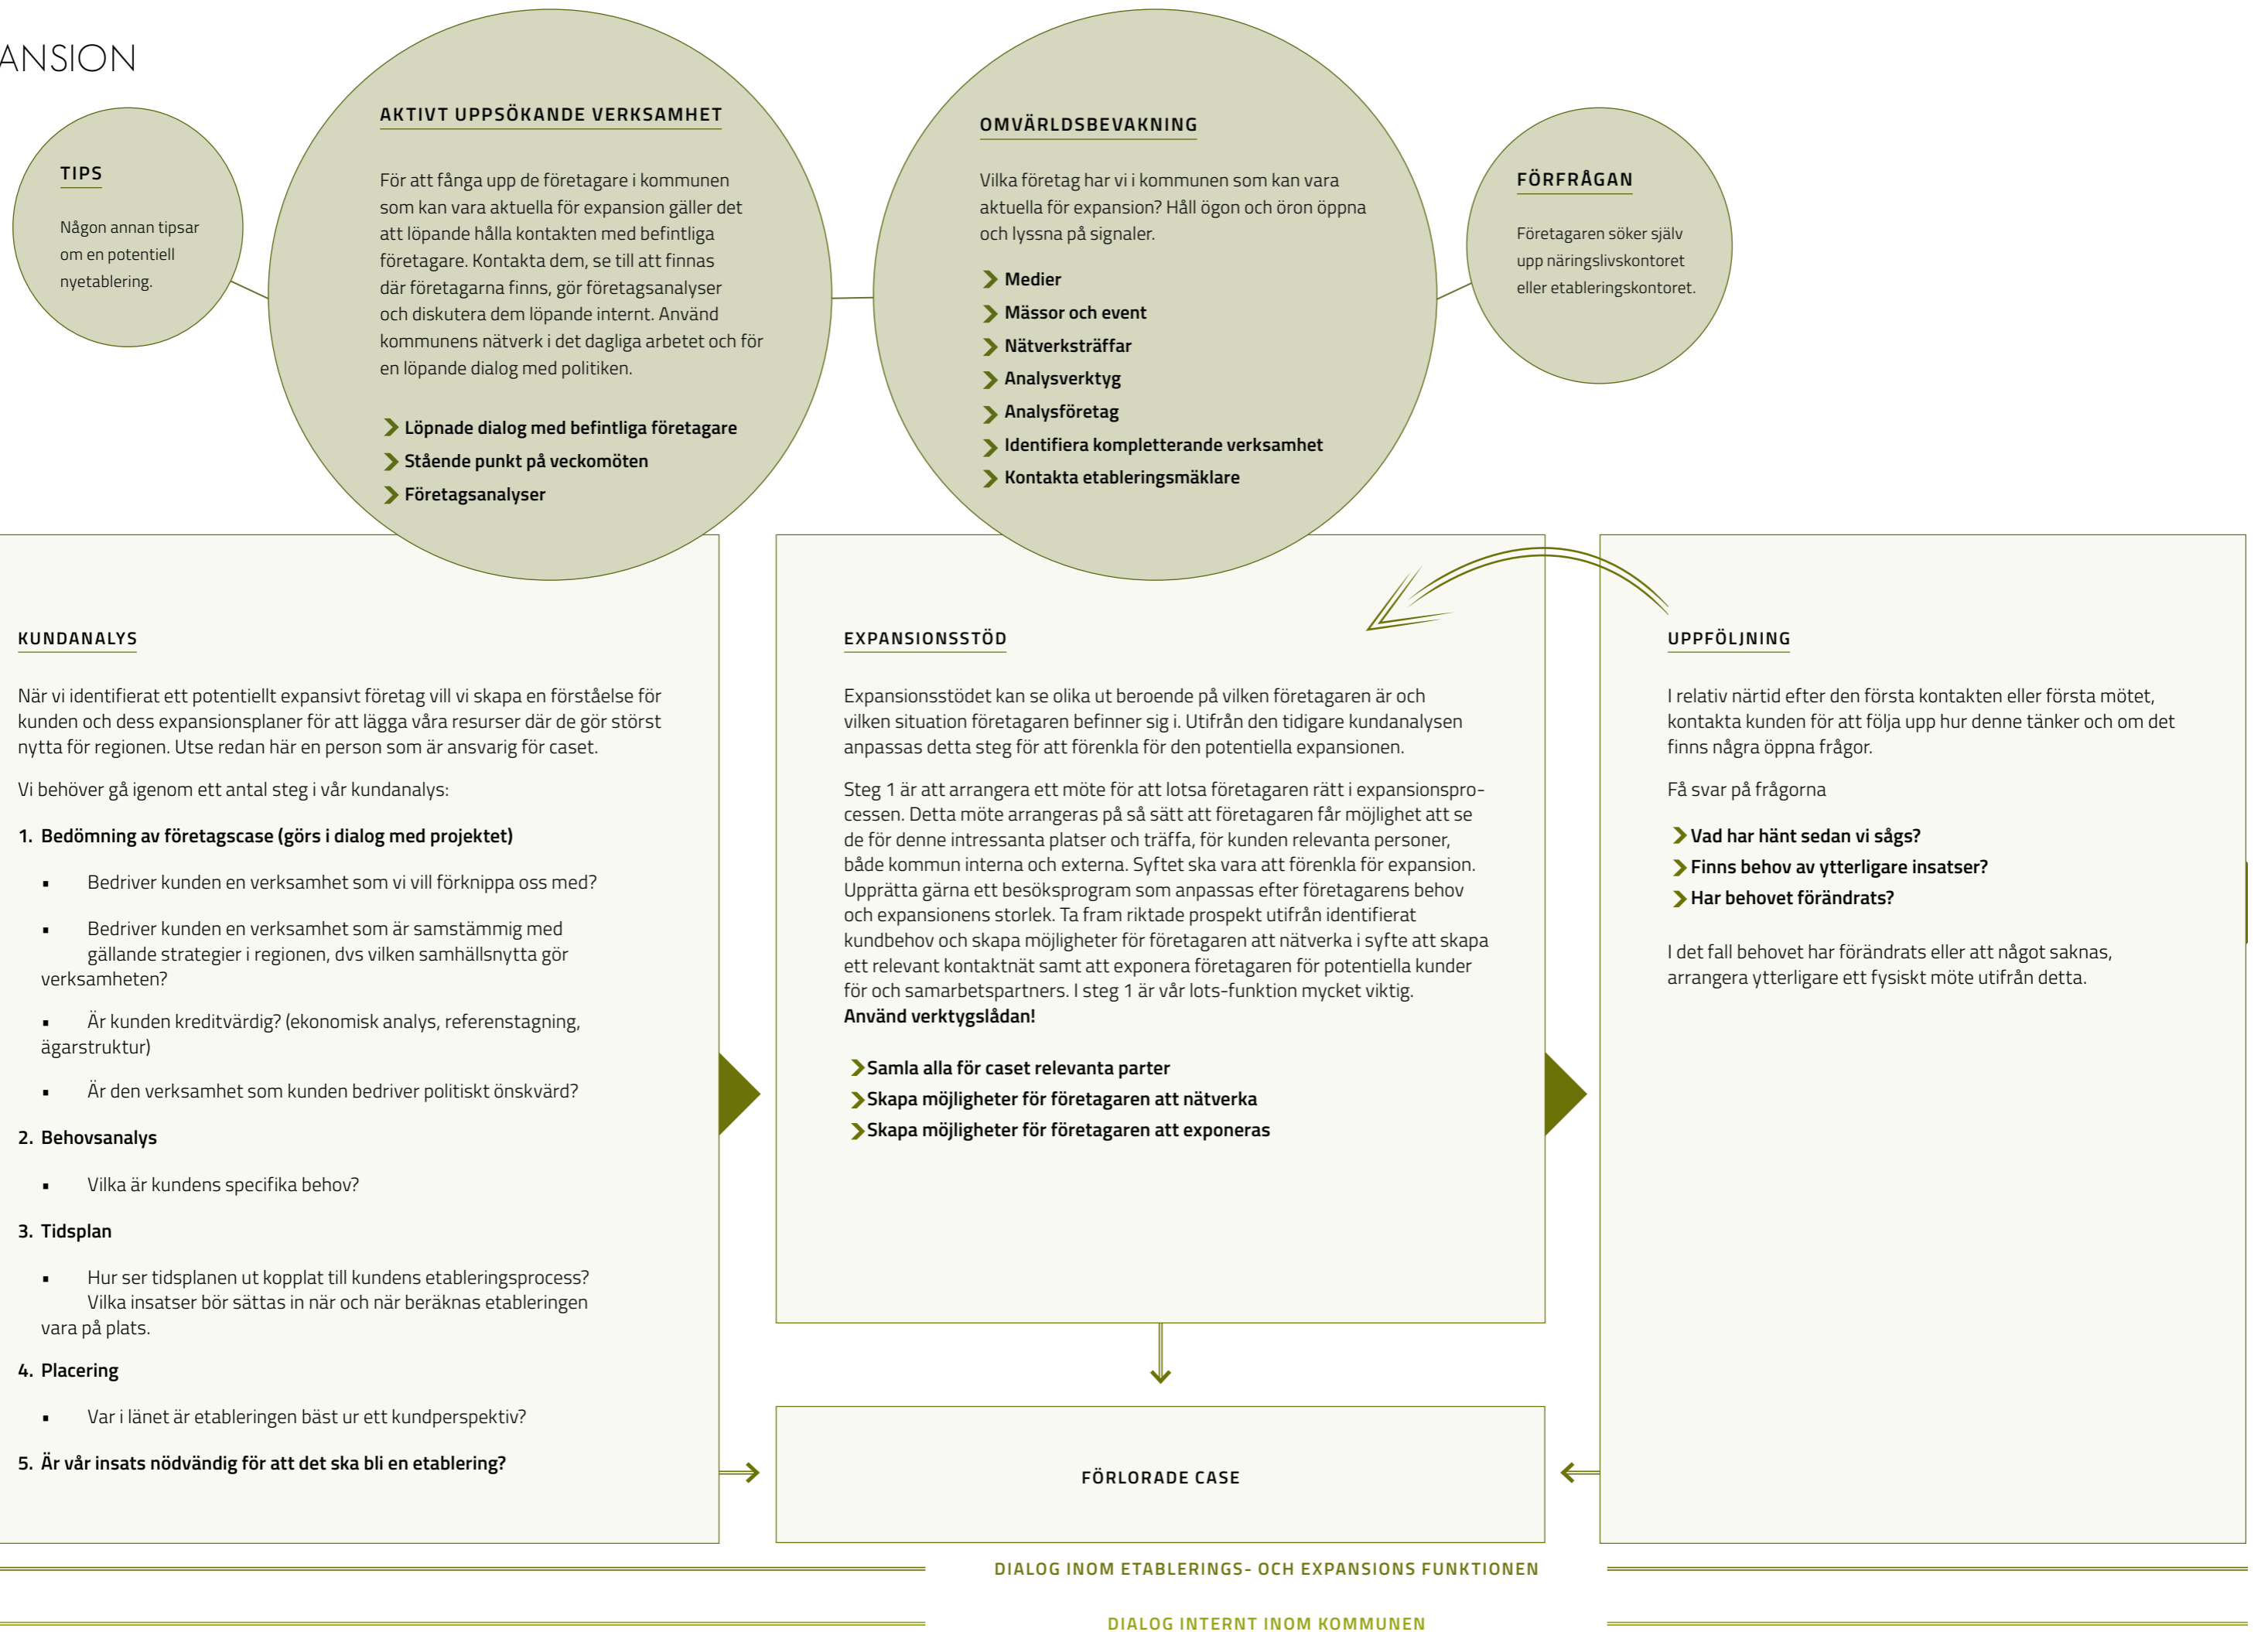 ANSION
TIPS
Någon annan tipsar
om en potentiell
nyetablering.
AKTIVT UPPSÖKANDE VERKSAMHET
För att fånga upp de företagare i kommunen
som kan vara aktuella för expansion gäller det
att löpande hålla kontakten med befintliga
företagare. Kontakta dem, se till att finnas
där företagarna finns, gör företagsanalyser
och diskutera dem löpande internt. Använd
kommunens nätverk i det dagliga arbetet och för
en löpande dialog med politiken.
Löpnade dialog med befintliga företagare
Stående punkt på veckomöten
Företagsanalyser
OMVÄRLDSBEVAKNING
Vilka företag har vi i kommunen som kan vara
aktuella för expansion? Håll ögon och öron öppna
och lyssna på signaler.
Medier
Mässor och event
Nätverksträffar
Analysverktyg
Analysföretag
Identifiera kompletterande verksamhet
Kontakta etableringsmäklare
FÖRFRÅGAN
Företagaren söker själv
upp näringslivskontoret
eller etableringskontoret.
KUNDANALYS
När vi identifierat ett potentiellt expansivt företag vill vi skapa en förståelse för
kunden och dess expansionsplaner för att lägga våra resurser där de gör störst
nytta för regionen. Utse redan här en person som är ansvarig för caset.
Vi behöver gå igenom ett antal steg i vår kundanalys:
1. Bedömning av företagscase (görs i dialog med projektet)
▪ Bedriver kunden en verksamhet som vi vill förknippa oss med?
▪ Bedriver kunden en verksamhet som är samstämmig med
gällande strategier i regionen, dvs vilken samhällsnytta gör
verksamheten?
▪ Är kunden kreditvärdig? (ekonomisk analys, referenstagning,
ägarstruktur)
▪ Är den verksamhet som kunden bedriver politiskt önskvärd?
2. Behovsanalys
▪ Vilka är kundens specifika behov?
3. Tidsplan
▪ Hur ser tidsplanen ut kopplat till kundens etableringsprocess?
Vilka insatser bör sättas in när och när beräknas etableringen
vara på plats.
4. Placering
▪ Var i länet är etableringen bäst ur ett kundperspektiv?
5. Är vår insats nödvändig för att det ska bli en etablering?
EXPANSIONSSTÖD
Expansionsstödet kan se olika ut beroende på vilken företagaren är och
vilken situation företagaren befinner sig i. Utifrån den tidigare kundanalysen
anpassas detta steg för att förenkla för den potentiella expansionen.
Steg 1 är att arrangera ett möte för att lotsa företagaren rätt i expansionspro-
cessen. Detta möte arrangeras på så sätt att företagaren får möjlighet att se
de för denne intressanta platser och träffa, för kunden relevanta personer,
både kommun interna och externa. Syftet ska vara att förenkla för expansion.
Upprätta gärna ett besöksprogram som anpassas efter företagarens behov
och expansionens storlek. Ta fram riktade prospekt utifrån identifierat
kundbehov och skapa möjligheter för företagaren att nätverka i syfte att skapa
ett relevant kontaktnät samt att exponera företagaren för potentiella kunder
för och samarbetspartners. I steg 1 är vår lots-funktion mycket viktig.
Använd verktygslådan!
Samla alla för caset relevanta parter
Skapa möjligheter för företagaren att nätverka
Skapa möjligheter för företagaren att exponeras
UPPFÖLJNING
I relativ närtid efter den första kontakten eller första mötet,
kontakta kunden för att följa upp hur denne tänker och om det
finns några öppna frågor.
Få svar på frågorna
Vad har hänt sedan vi sågs?
Finns behov av ytterligare insatser?
Har behovet förändrats?
I det fall behovet har förändrats eller att något saknas,
arrangera ytterligare ett fysiskt möte utifrån detta.
FÖRLORADE CASE
DIALOG INOM ETABLERINGS- OCH EXPANSIONS FUNKTIONEN
DIALOG INTERNT INOM KOMMUNEN